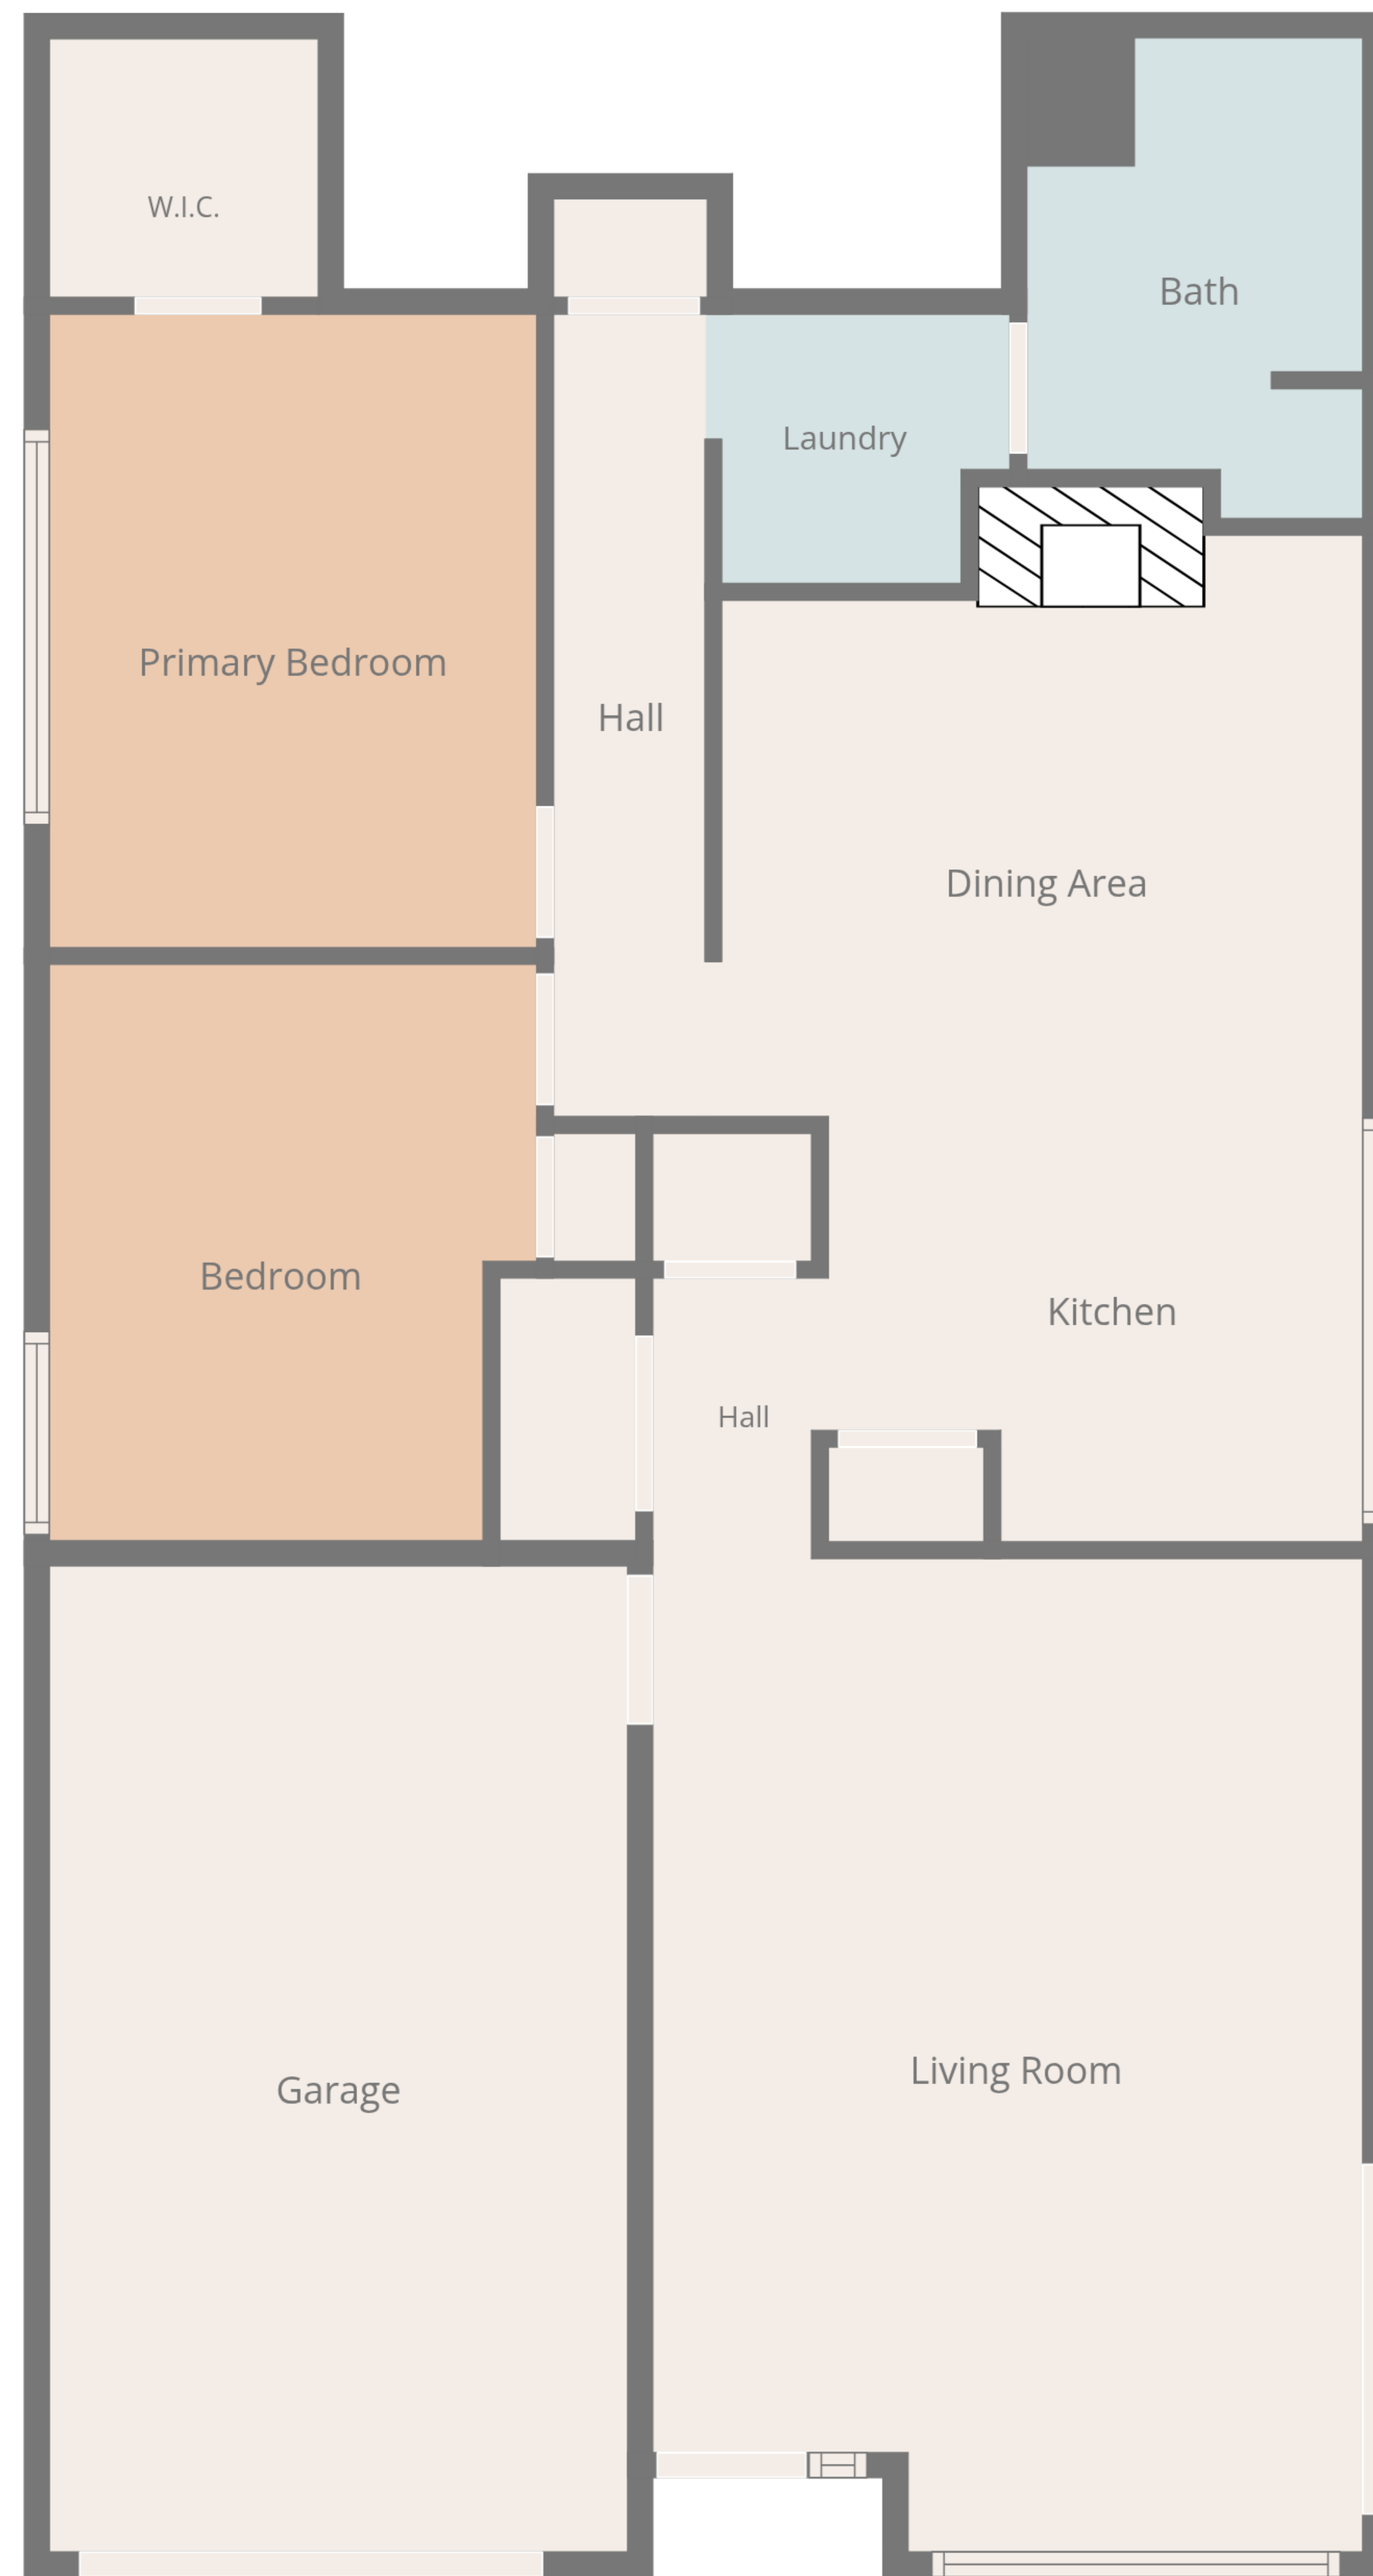 W.I.C.
Bath
Laundry
Primary Bedroom
Hall
Dining Area
Bedroom
Kitchen
Hall
Living Room
Garage